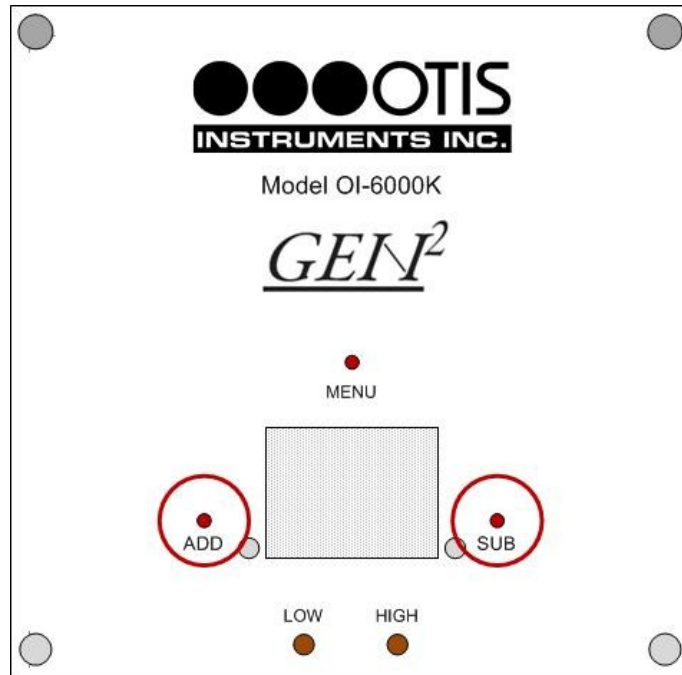 OTIS
INSTRUMENTS INC.
Model OI-6000K
GEN²
MENU
ADD
SUB
LOW
HIGH